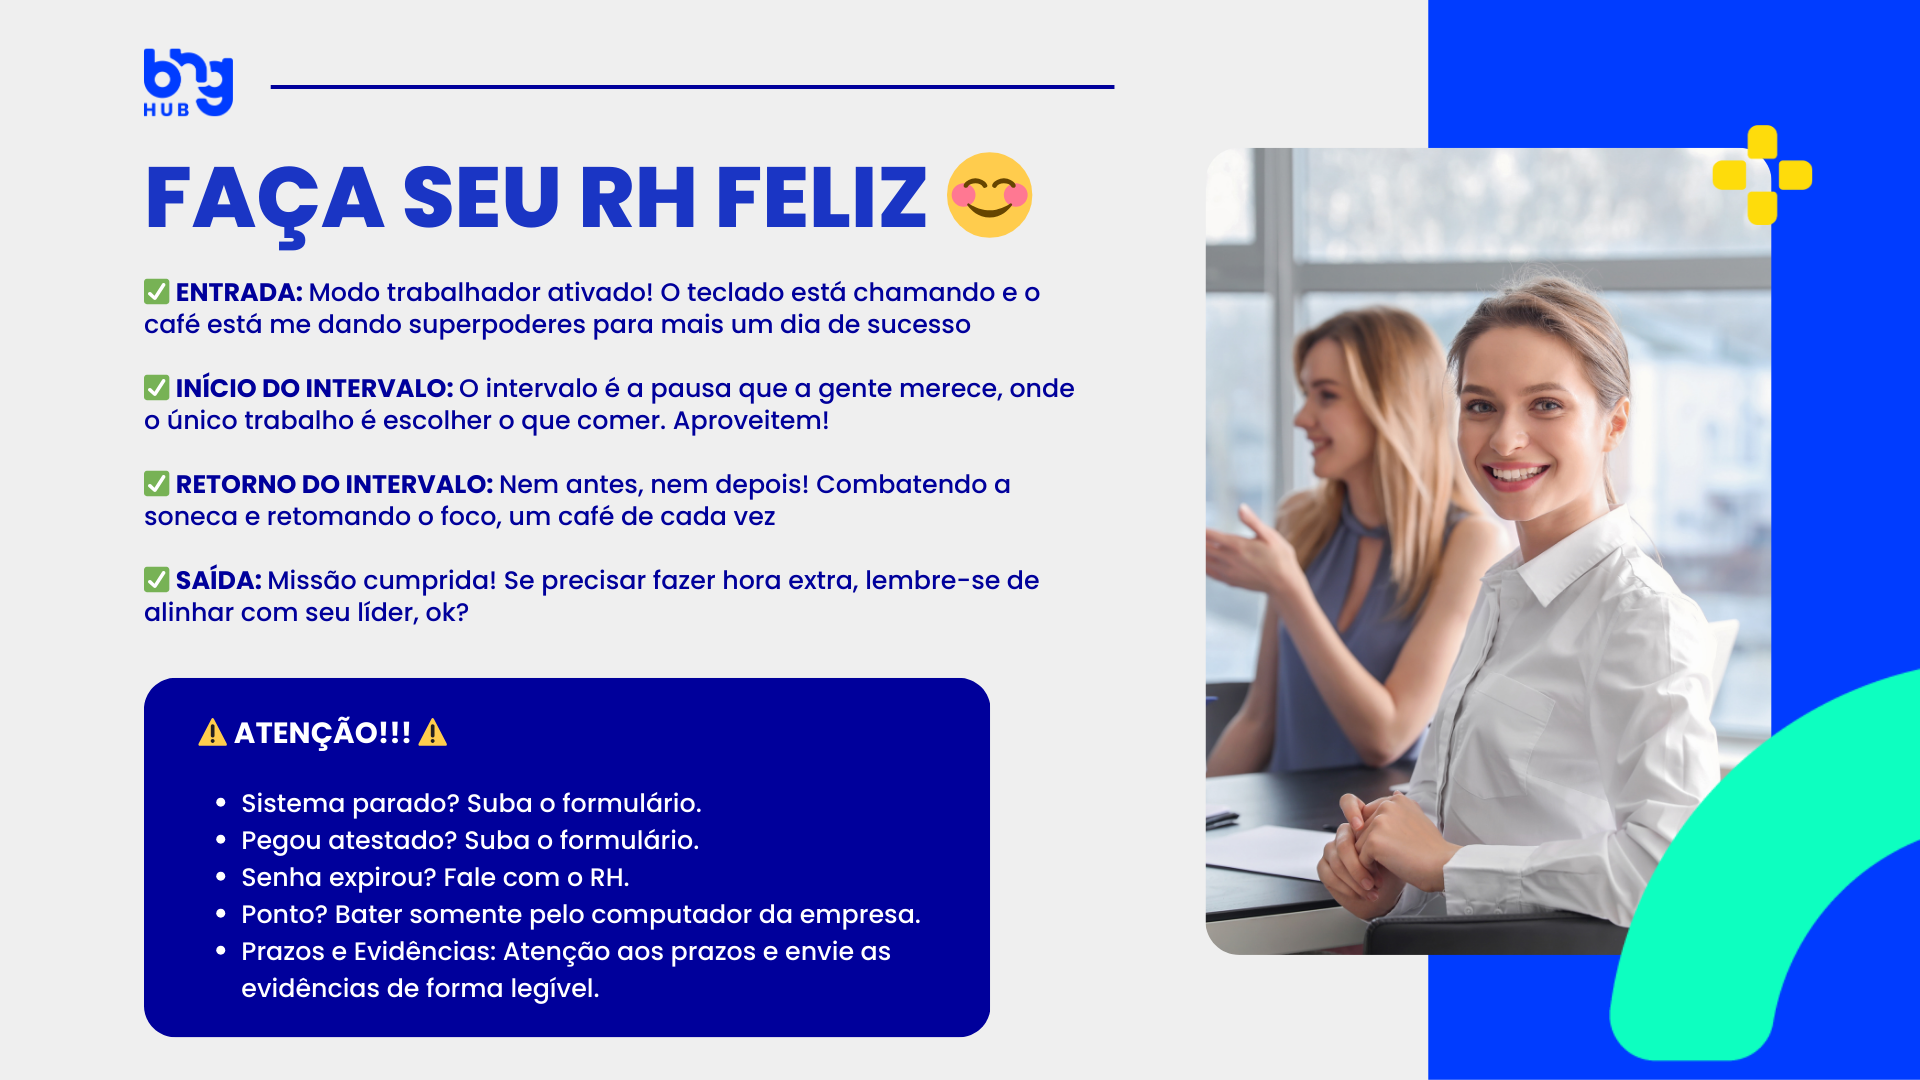 bhg
HUB
FAÇA SEU RH FELIZ 😊
✅ ENTRADA: Modo trabalhador ativado! O teclado está chamando e o
café está me dando superpoderes para mais um dia de sucesso
✅ INÍCIO DO INTERVALO: O intervalo é a pausa que a gente merece, onde
o único trabalho é escolher o que comer. Aproveitem!
✅ RETORNO DO INTERVALO: Nem antes, nem depois! Combatendo a
soneca e retomando o foco, um café de cada vez
✅ SAÍDA: Missão cumprida! Se precisar fazer hora extra, lembre-se de
alinhar com seu líder, ok?
⚠️ ATENÇÃO!!! ⚠️
• Sistema parado? Suba o formulário.
• Pegou atestado? Suba o formulário.
• Senha expirou? Fale com o RH.
• Ponto? Bater somente pelo computador da empresa.
• Prazos e Evidências: Atenção aos prazos e envie as
evidências de forma legível.